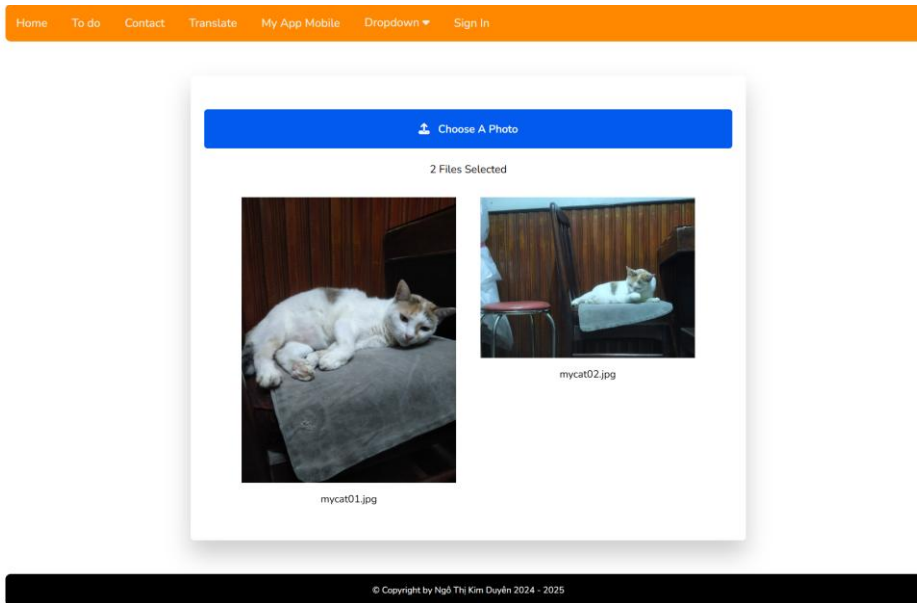 Home To do Contact Translate My App Mobile Dropdown Sign In
Choose A Photo
2 Files Selected
mycat02.jpg
mycat01.jpg
© Copyright by Ngô Thị Kim Duyên 2024 - 2025